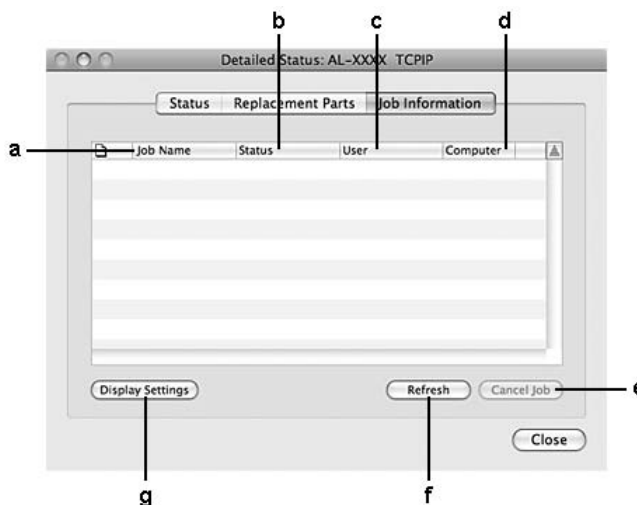 b c d
Detailed Status: AL-XXXX TCPIP
Status Replacement Parts Job Information
a Job Name Status User Computer
Display Settings Refresh Cancel Job e
Close
g f